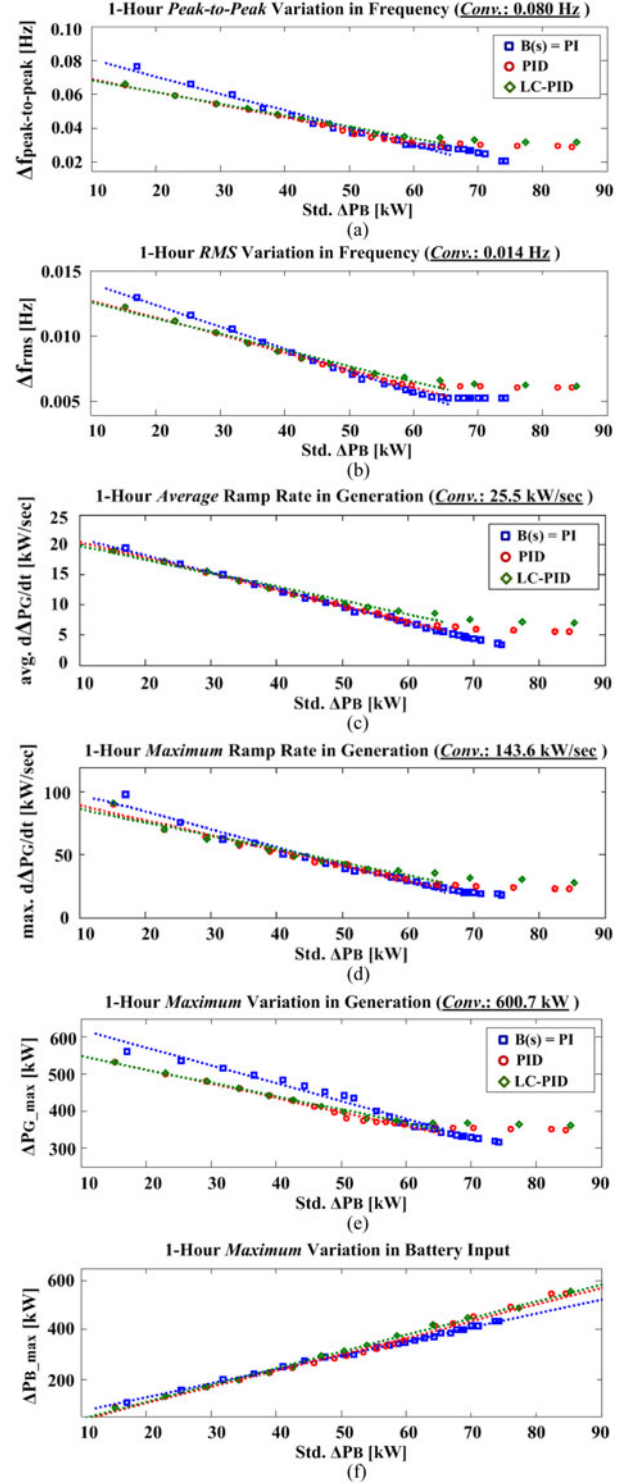 1-Hour Peak-to-Peak Variation in Frequency (Conv.: 0.080 Hz )
0.10
0.08
0.06
0.04
0.02
Δfpeak-to-peak [Hz]
B(s) = PI
PID
LC-PID
10 20 30 40 50 60 70 80 90
Std. ΔPB [kW]
(a)
1-Hour RMS Variation in Frequency (Conv.: 0.014 Hz )
0.015
0.010
0.005
Δfrms [Hz]
10 20 30 40 50 60 70 80 90
Std. ΔPB [kW]
(b)
1-Hour Average Ramp Rate in Generation (Conv.: 25.5 kW/sec )
25
20
15
10
5
0
avg. dΔPG/dt [kW/sec]
B(s) = PI
PID
LC-PID
10 20 30 40 50 60 70 80 90
Std. ΔPB [kW]
(c)
1-Hour Maximum Ramp Rate in Generation (Conv.: 143.6 kW/sec )
100
50
0
max. dΔPG/dt [kW/sec]
10 20 30 40 50 60 70 80 90
Std. ΔPB [kW]
(d)
1-Hour Maximum Variation in Generation (Conv.: 600.7 kW )
600
500
400
300
ΔPG_max [kW]
B(s) = PI
PID
LC-PID
10 20 30 40 50 60 70 80 90
Std. ΔPB [kW]
(e)
1-Hour Maximum Variation in Battery Input
600
400
200
ΔPB_max [kW]
10 20 30 40 50 60 70 80 90
Std. ΔPB [kW]
(f)